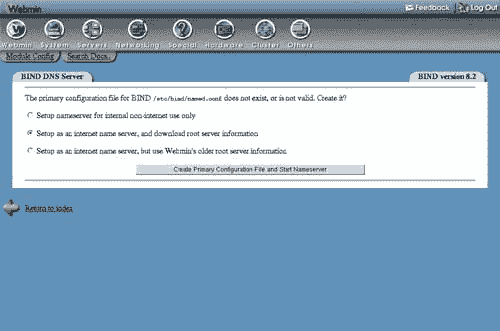 Webmin
Feedback
Log Out
Webmin System Servers Networking Special Hardware Cluster Others
Module Config
Search Docs..
BIND DNS Server
BIND version 8.2
The primary configuration file for BIND /etc/bind/named.conf does not exist, or is not valid. Create it?
Setup nameserver for internal non-internet use only
Setup as an internet name server, and download root server information
Setup as an internet name server, but use Webmin's older root server information
Create Primary Configuration File and Start Nameserver
Return to index